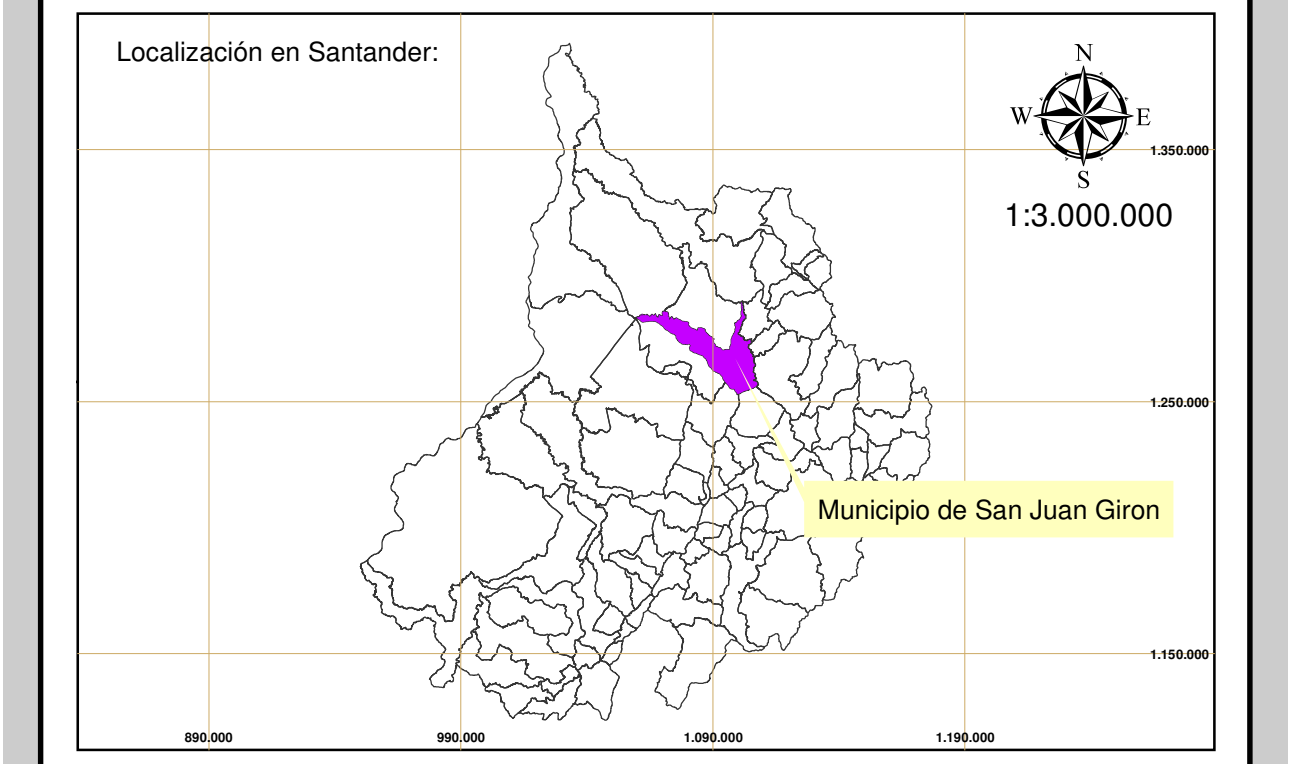 Localización en Santander:
N
W
E
S
1:3.000.000
1.350.000
1.250.000
Municipio de San Juan Giron
1.150.000
890.000
990.000
1.090.000
1.190.000